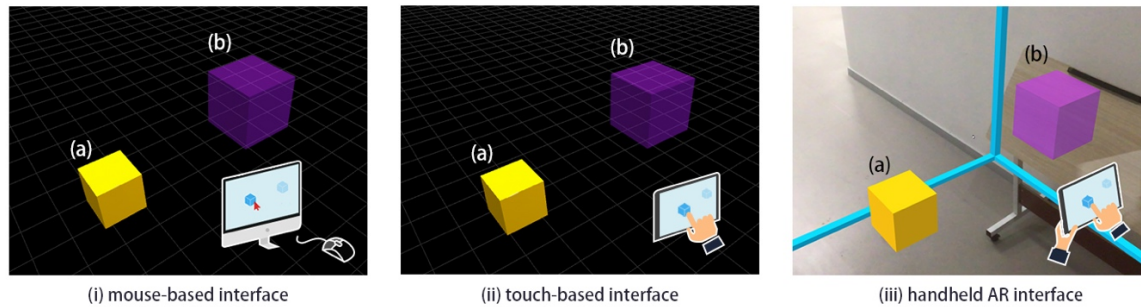 (b)
(a)
(b)
(a)
(b)
(a)
(i) mouse-based interface
(ii) touch-based interface
(iii) handheld AR interface